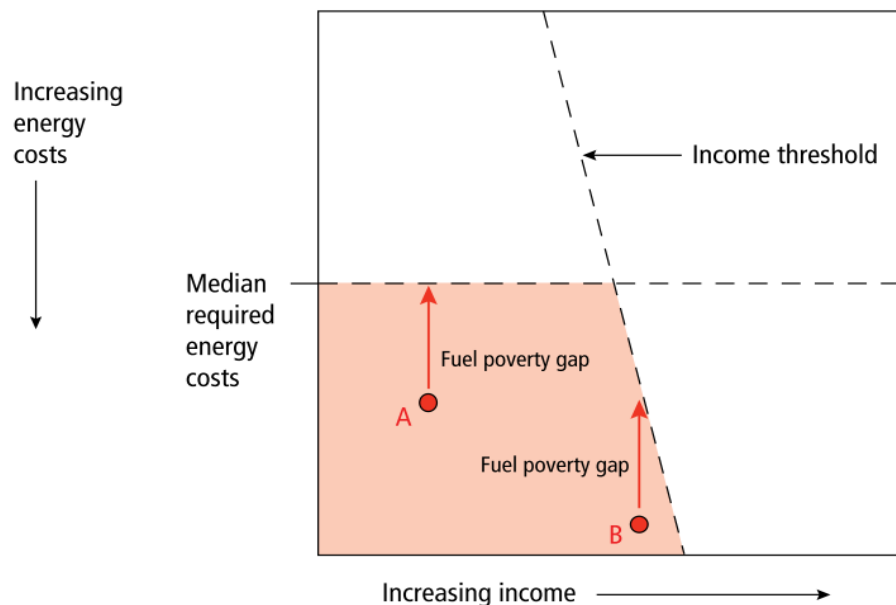 Increasing
energy
costs
Income threshold
Median
required
energy
costs
Fuel poverty gap
A
Fuel poverty gap
B
Increasing income